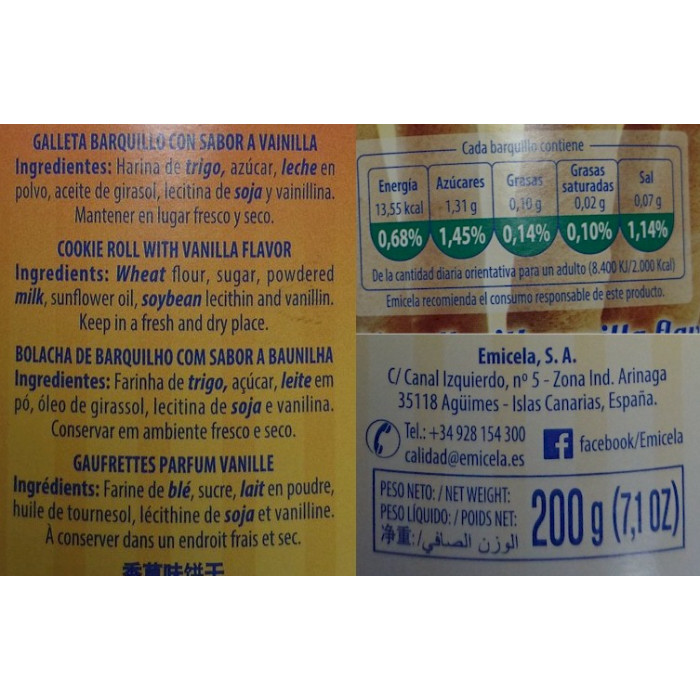 GALLETA BARQUILLO CON SABOR A VAINILLA
Ingredientes: Harina de trigo, azúcar, leche en
polvo, aceite de girasol, lecitina de soja y vainillina.
Mantener en lugar fresco y seco.
COOKIE ROLL WITH VANILLA FLAVOR
Ingredients: Wheat flour, sugar, powdered
milk, sunflower oil, soybean lecithin and vanillin.
Keep in a fresh and dry place.
BOLACHA DE BARQUILHO COM SABOR A BAUNILHA
Ingredientes: Farinha de trigo, açúcar, leite em
pó, óleo de girassol, lecitina de soja e vanilina.
Conservar em ambiente fresco e seco.
GAUFRETTES PARFUM VANILLE
Ingrédients: Farine de blé, sucre, lait en poudre,
huile de tournesol, lécithine de soja et vanilline.
À conserver dans un endroit frais et sec.
香草味饼干
Cada barquillo contiene
Energía Azúcares Grasas Grasas saturadas Sal
13,55 kcal 1,31 g 0,10 g 0,02 g 0,07 g
0,68% 1,45% 0,14% 0,10% 1,14%
De la cantidad diaria orientativa para un adulto (8.400 KJ/2.000 Kcal)
Emicela recomienda el consumo responsable de este producto.
Emicela, S. A.
C/ Canal Izquierdo, nº 5 - Zona Ind. Arinaga
35118 Agüimes - Islas Canarias, España.
Tel.: +34 928 154 300
calidad@emicela.es
facebook/Emicela
PESO NETO: / NET WEIGHT:
PESO LÍQUIDO: / POIDS NET:
净重:/ الوزن الصافي
200 g (7,1 OZ)